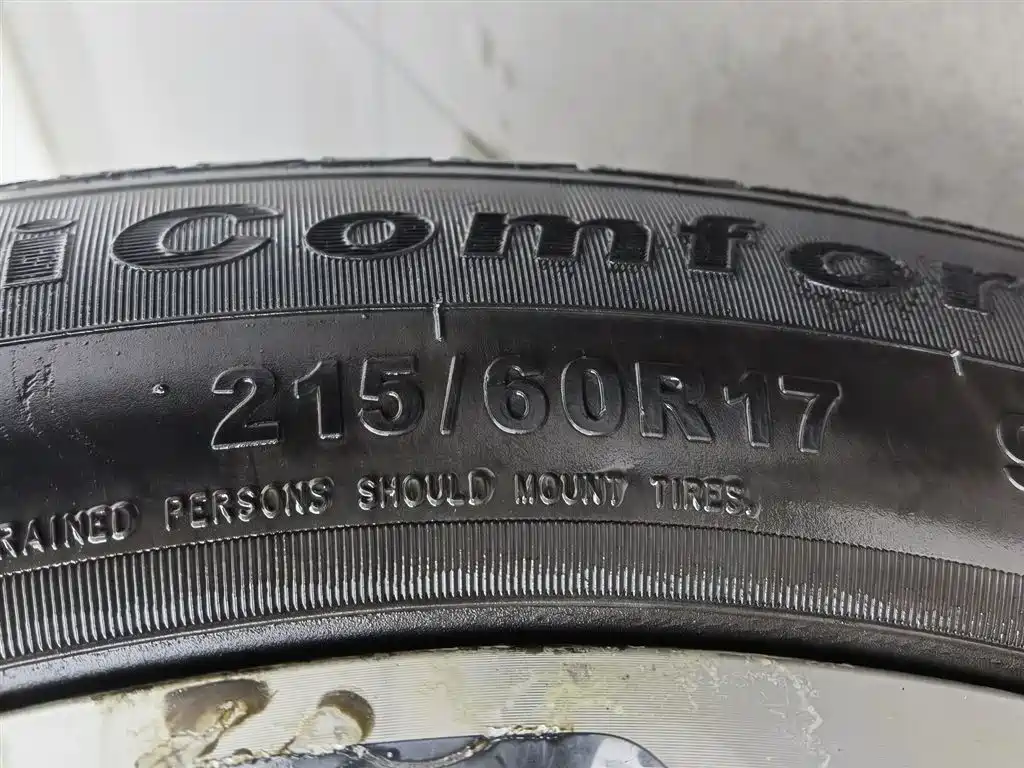 iComfor
215/60R17
RAINED PERSONS SHOULD MOUNT TIRES.